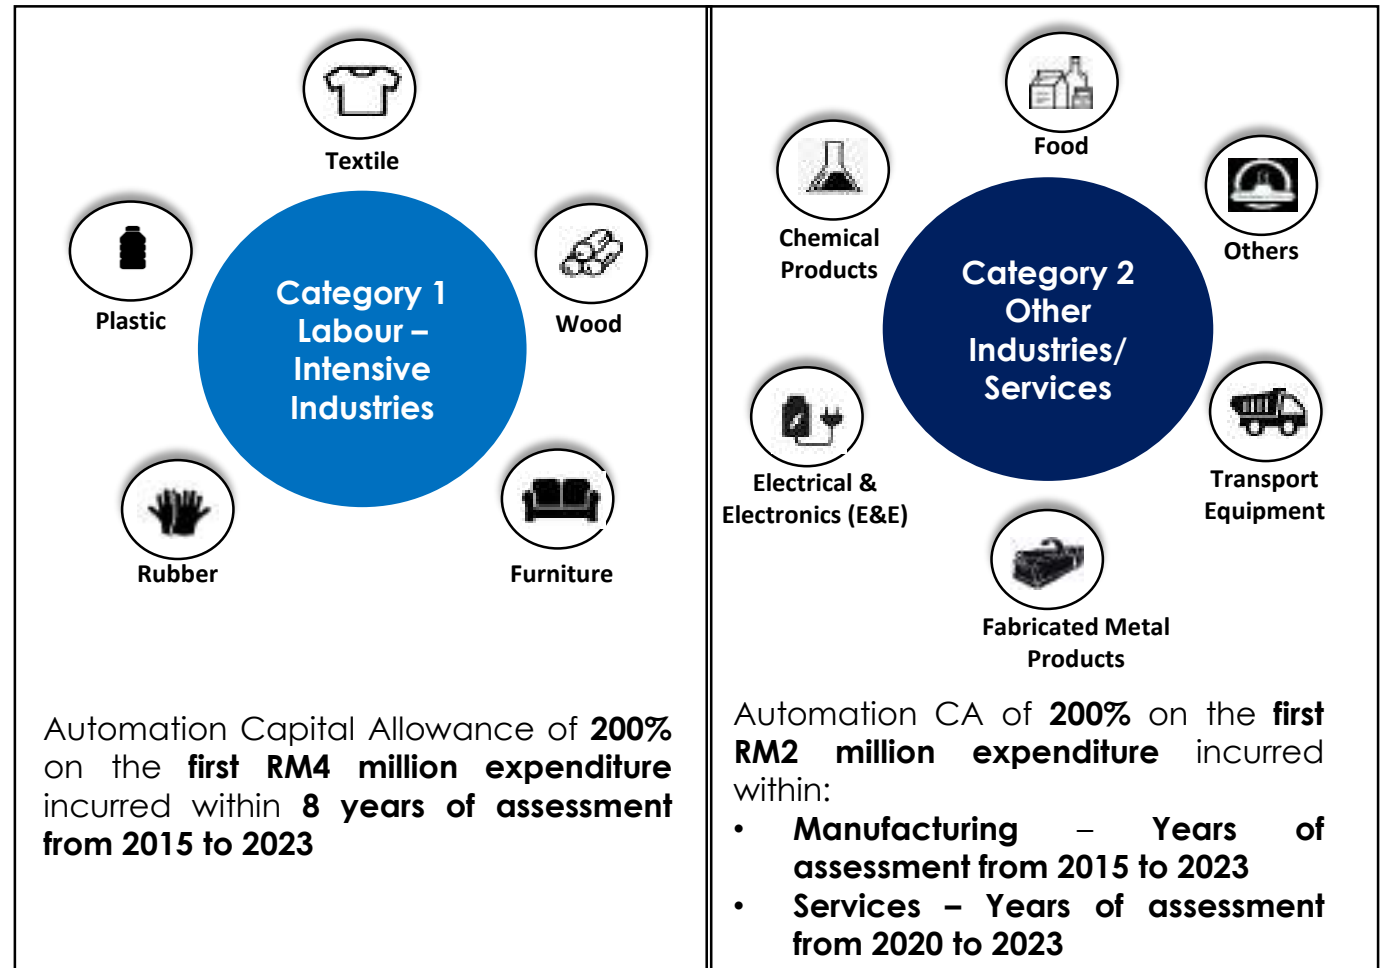 Textile
Plastic
Wood
Category 1
Labour –
Intensive
Industries
Rubber
Furniture
Automation Capital Allowance of 200%
on the first RM4 million expenditure
incurred within 8 years of assessment
from 2015 to 2023
Food
Chemical
Products
Others
Category 2
Other
Industries/
Services
Electrical &
Electronics (E&E)
Transport
Equipment
Fabricated Metal
Products
Automation CA of 200% on the first
RM2 million expenditure incurred
within:
• Manufacturing – Years of
assessment from 2015 to 2023
• Services – Years of assessment
from 2020 to 2023